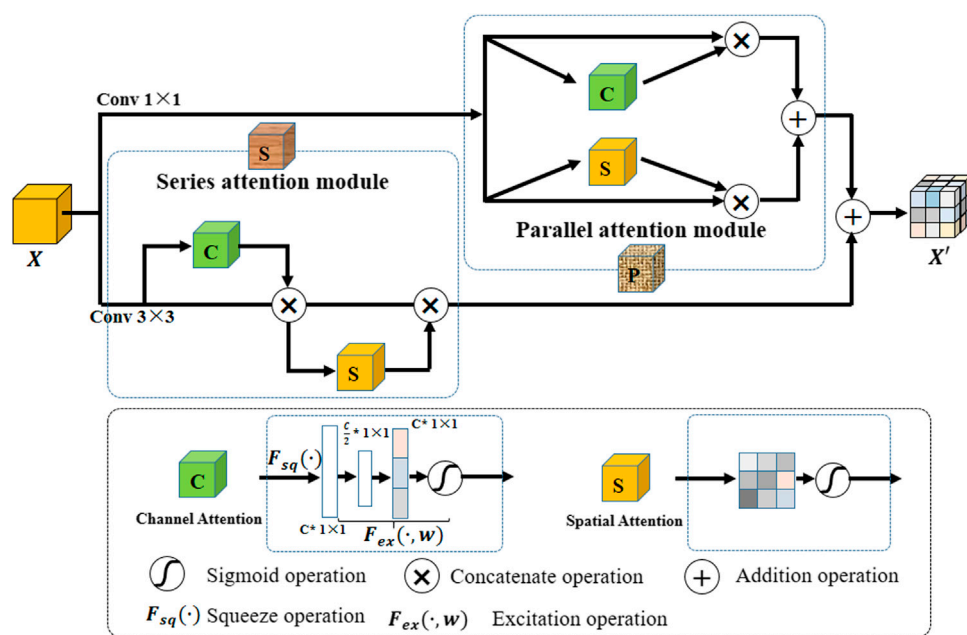 Conv 1×1
C
S
S
Series attention module
Parallel attention module
X
C
P
X′
Conv 3×3
S
C/2 * 1×1
C* 1×1
F_sq(·)
C
S
Channel Attention
C* 1×1
F_ex(·, w)
Spatial Attention
Sigmoid operation
Concatenate operation
Addition operation
F_sq(·) Squeeze operation
F_ex(·, w) Excitation operation